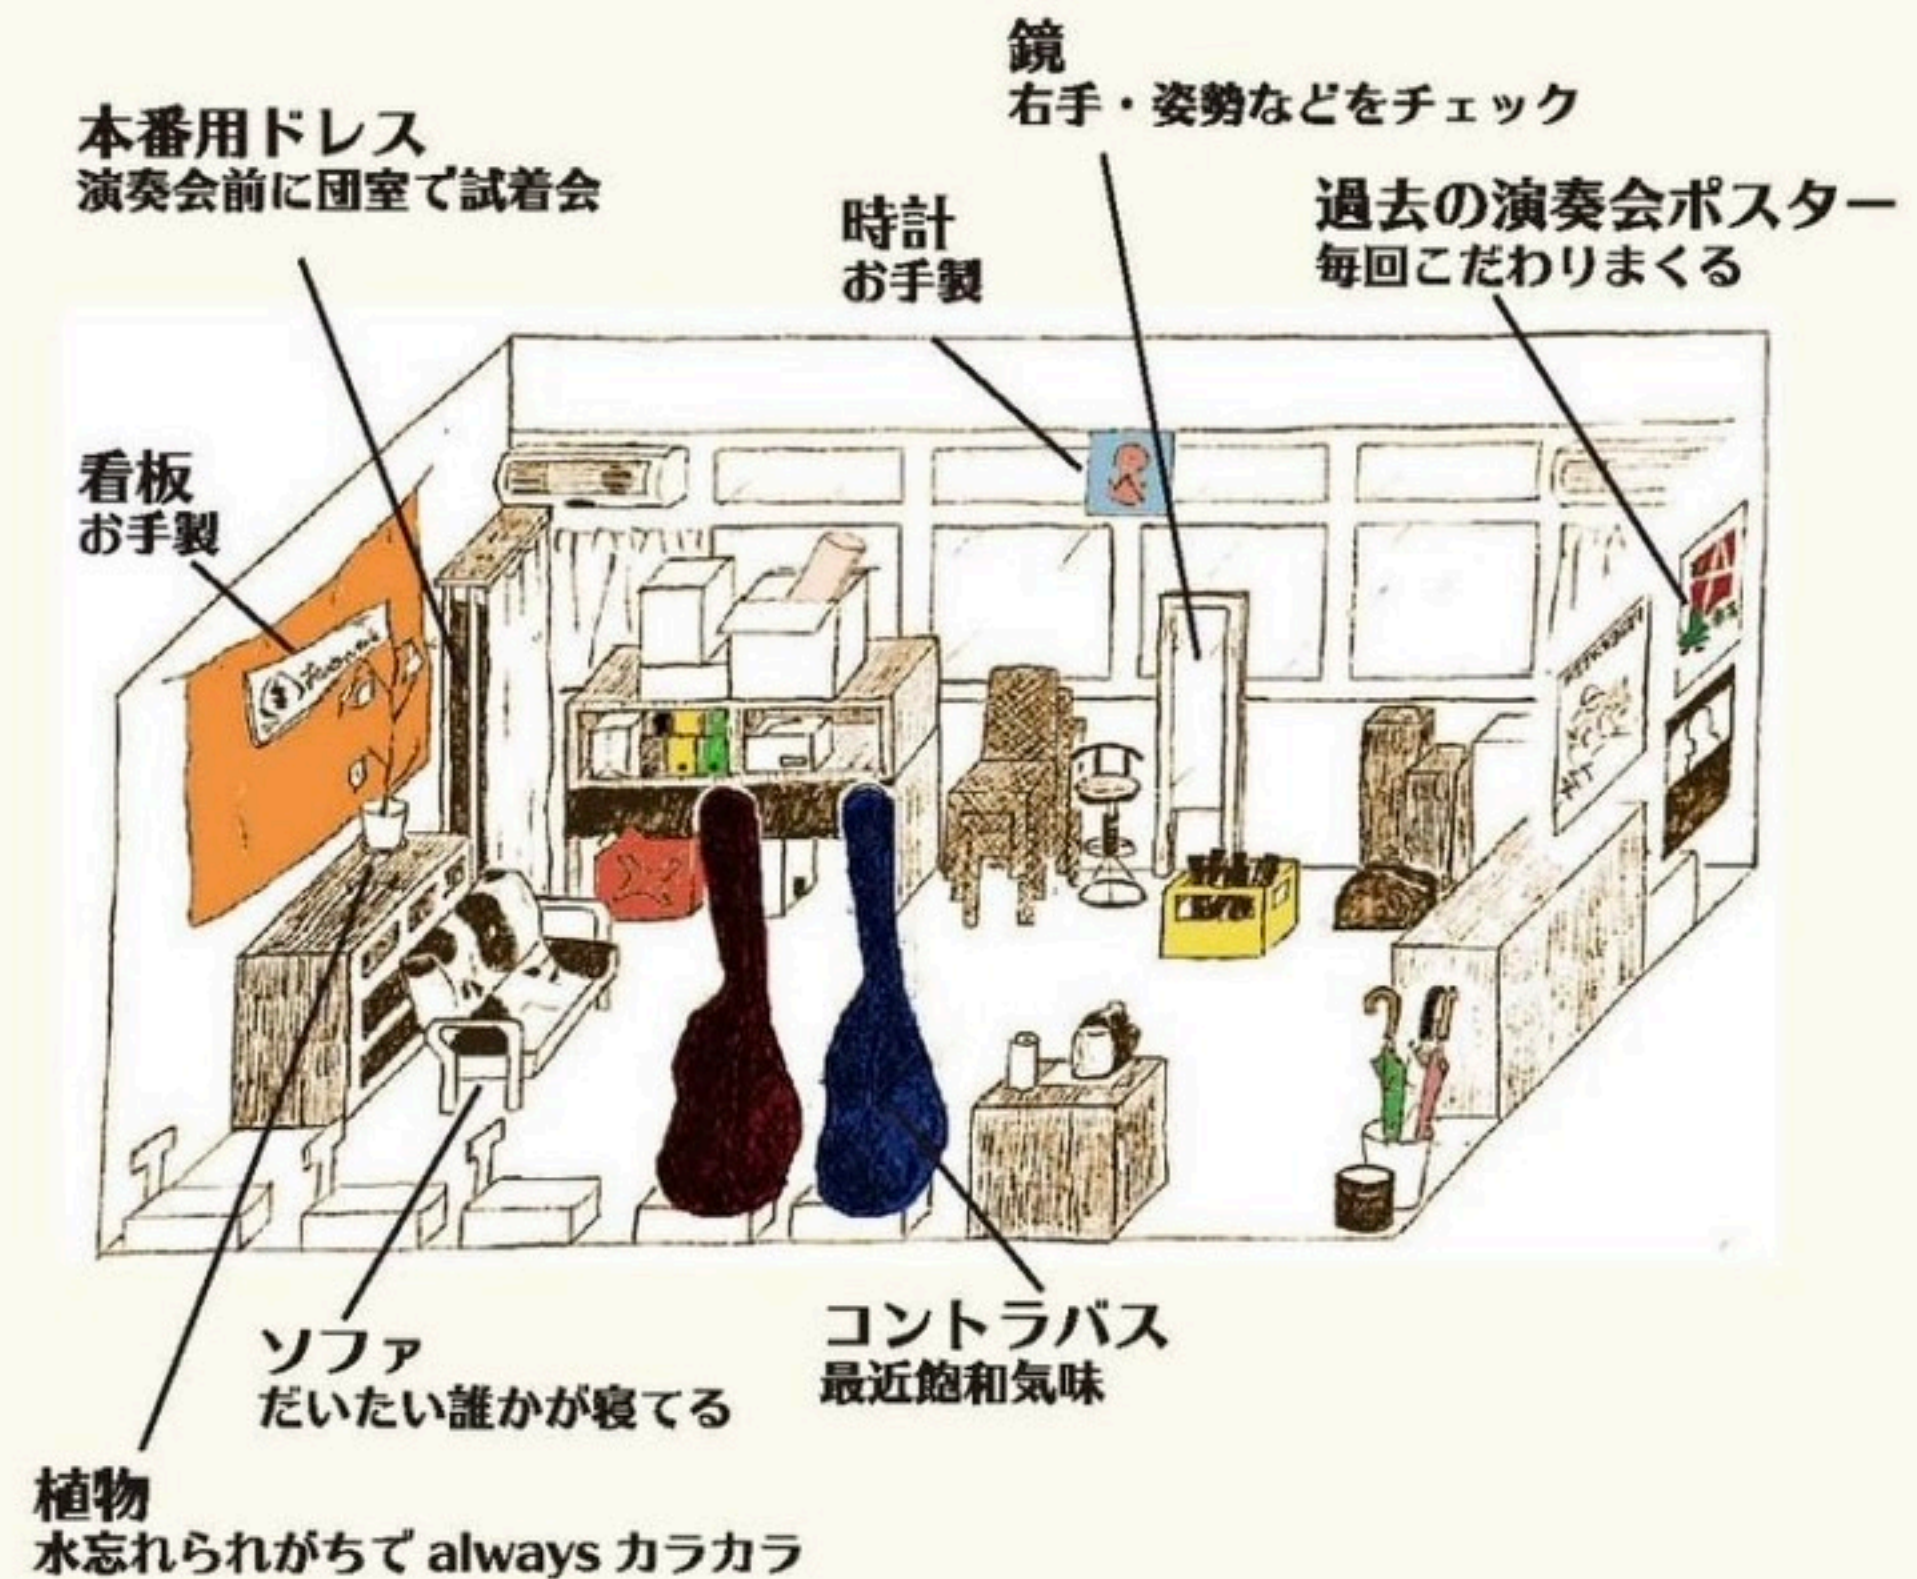 鏡
右手・姿勢などをチェック
本番用ドレス
演奏会前に団室で試着会
時計
お手製
過去の演奏会ポスター
毎回こだわりまくる
看板
お手製
コントラバス
最近飽和気味
ソファ
だいたい誰かが寝てる
植物
水忘れられがちで always カラカラ